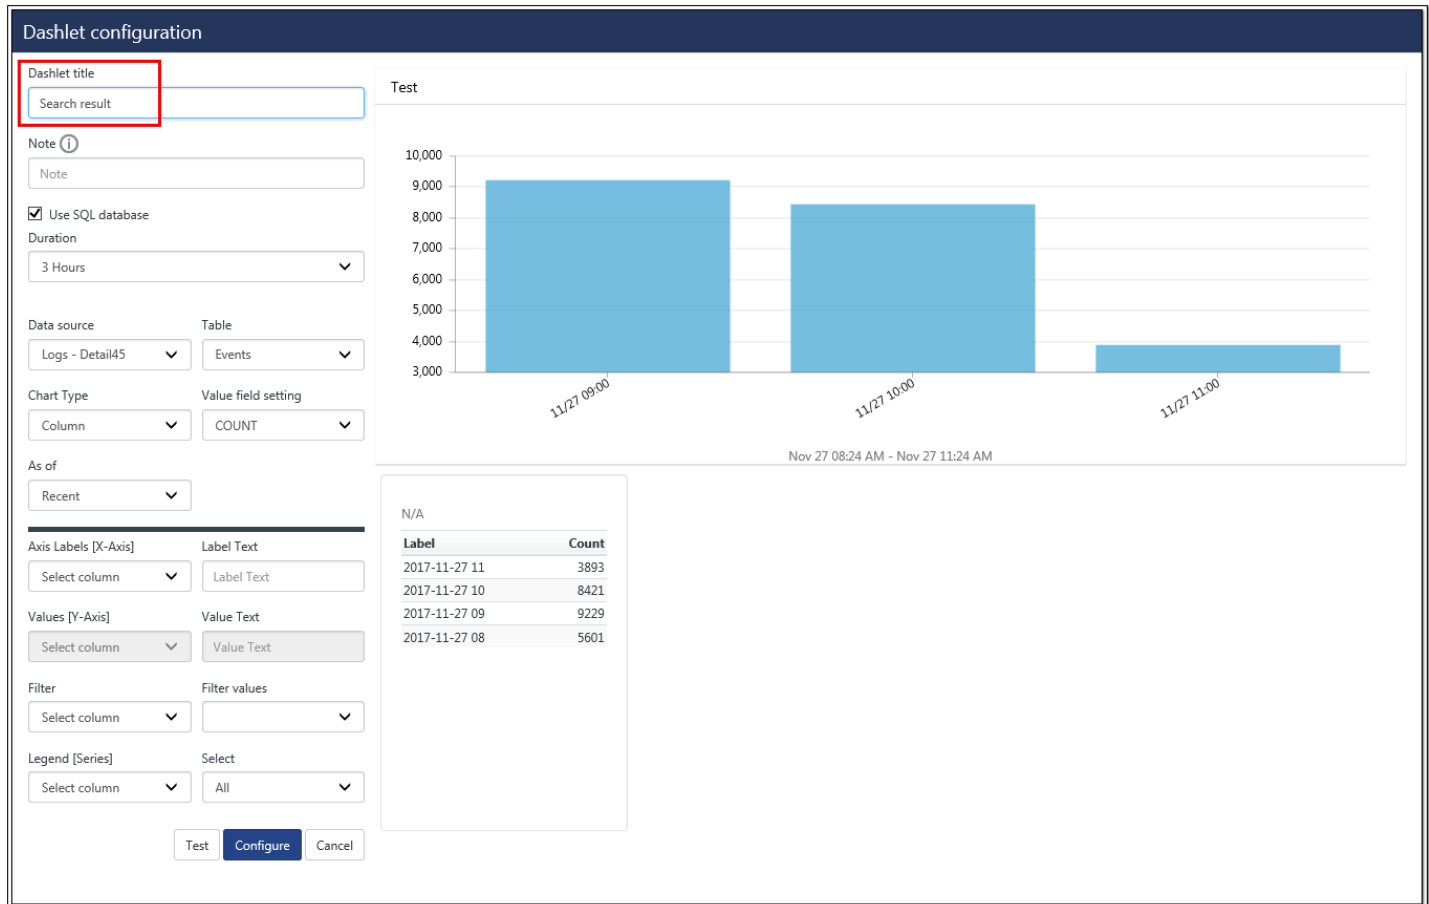 Dashlet configuration
Dashlet title
Search result
Note
Note
Use SQL database
Duration
3 Hours
Data source Table
Logs - Detail45 Events
Chart Type Value field setting
Column COUNT
As of
Recent
Axis Labels [X-Axis] Label Text
Select column Label Text
Values [Y-Axis] Value Text
Select column Value Text
Filter Filter values
Select column
Legend [Series] Select
Select column All
Test Configure Cancel
Test
10,000
9,000
8,000
7,000
6,000
5,000
4,000
3,000
11/27 09:00 11/27 10:00 11/27 11:00
Nov 27 08:24 AM - Nov 27 11:24 AM
N/A
Label Count
2017-11-27 11 3893
2017-11-27 10 8421
2017-11-27 09 9229
2017-11-27 08 5601